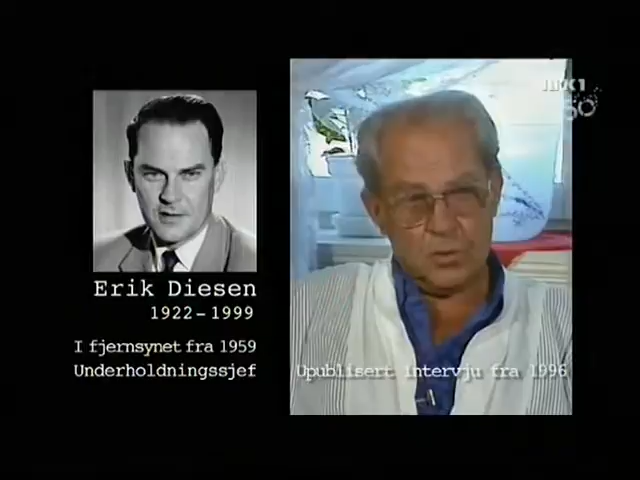 NRK1
50
Erik Diesen
1922-1999
I fjernsynet fra 1959
Underholdningssjef
Upublisert intervju fra 1996